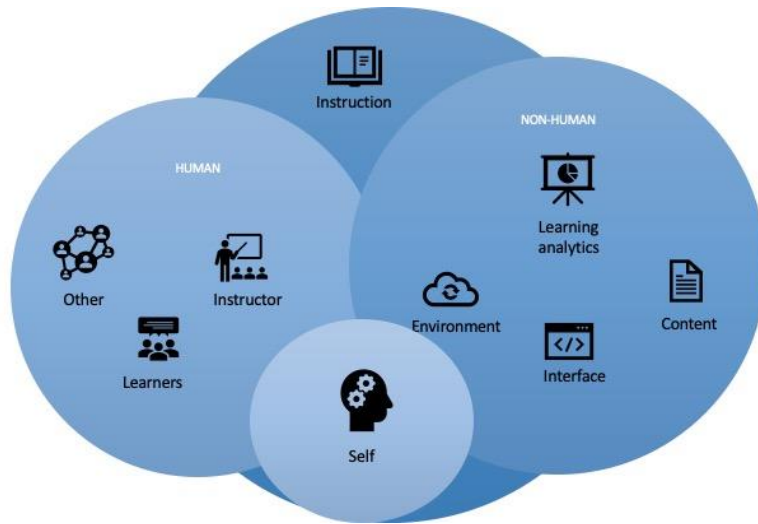 Instruction
NON-HUMAN
HUMAN
Learning
analytics
Other
Instructor
Environment
Content
Learners
Interface
Self